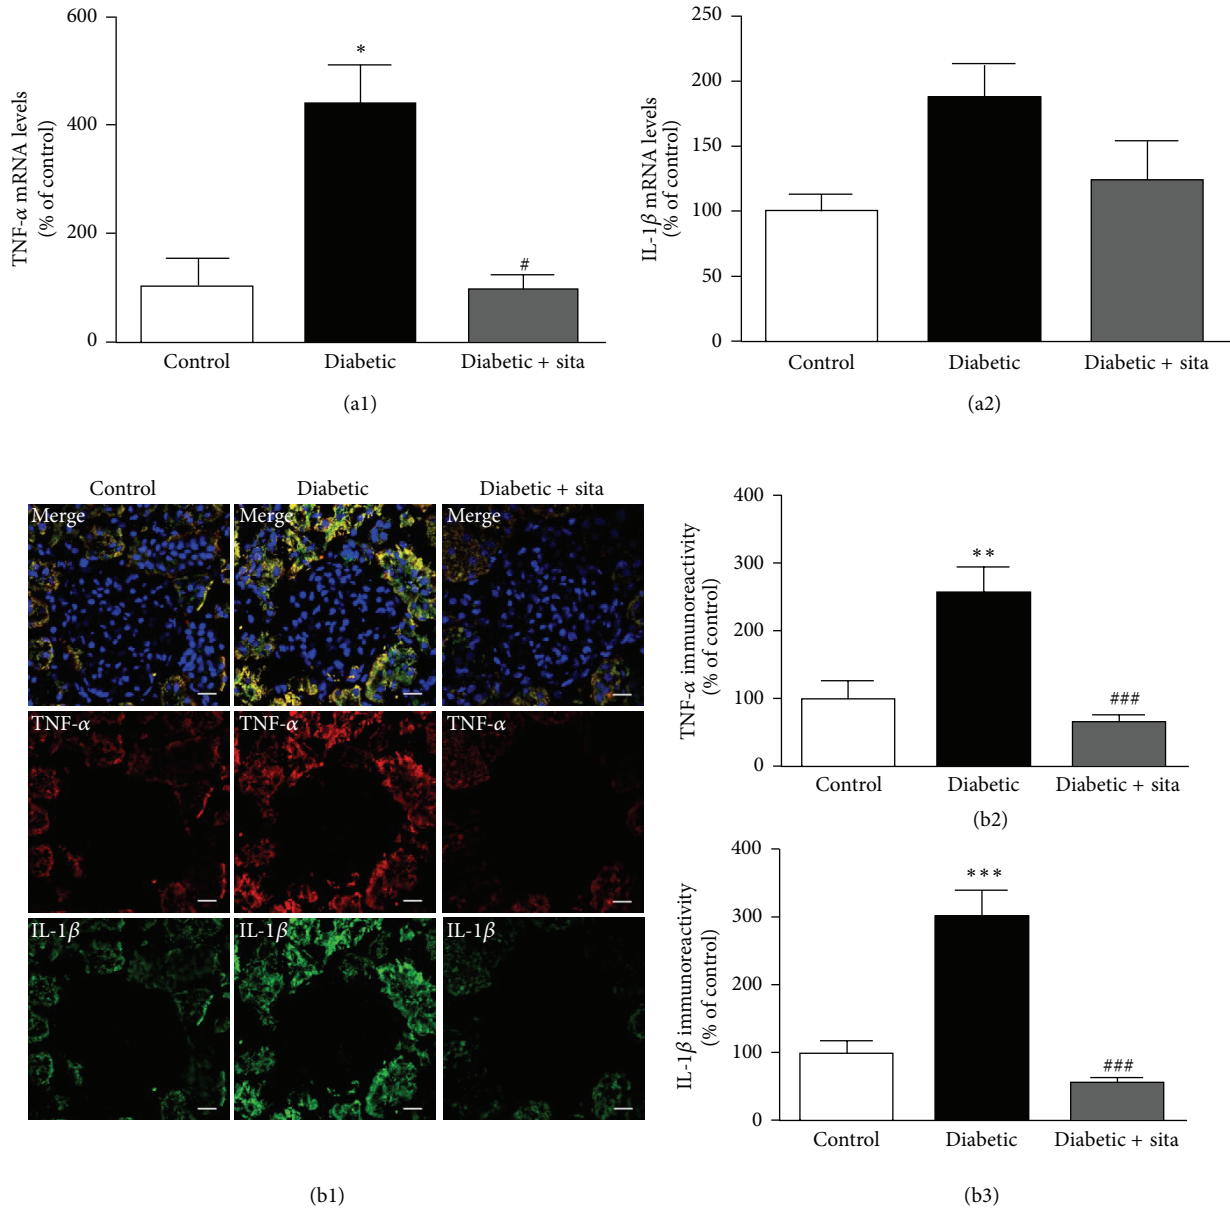 TNF-α mRNA levels
(% of control)
600
400
200
0
*
#
Control Diabetic Diabetic + sita
(a1)
IL-1β mRNA levels
(% of control)
250
200
150
100
50
0
Control Diabetic Diabetic + sita
(a2)
Control Diabetic Diabetic + sita
Merge Merge Merge
TNF-α TNF-α TNF-α
IL-1β IL-1β IL-1β
(b1)
TNF-α immunoreactivity
(% of control)
400
300
200
100
0
**
###
Control Diabetic Diabetic + sita
(b2)
IL-1β immunoreactivity
(% of control)
400
300
200
100
0
***
###
Control Diabetic Diabetic + sita
(b3)